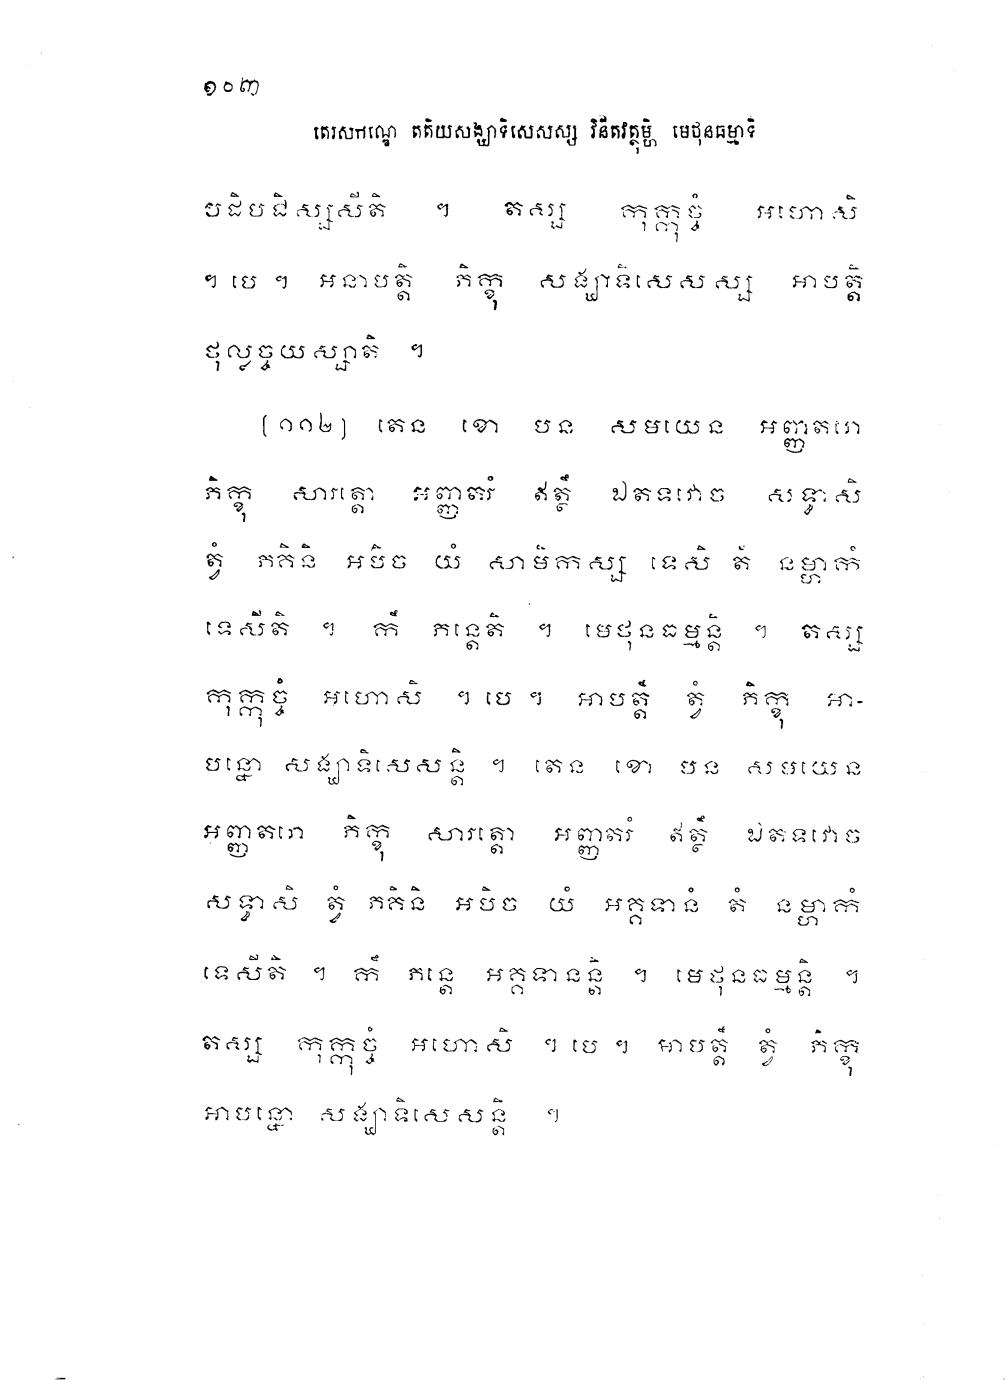 ១០៣
តេរសកណ្ឌេ តតិយសង្ឃាទិសេសស្ស វិនីតវត្ថុម្ហិ មេថុនធម្មាទិ
បដិបជិស្សសីតិ ។ តស្ស កុក្កុច្ចំ អហោសិ
។ បេ ។ អនាបត្តិ ភិក្ខុ សង្ឃាទិសេសស្ស អាបត្តិ
ថុល្លច្ចយស្សាតិ ។
(១១២) តេន ខោ បន សមយេន អញ្ញតរោ
ភិក្ខុ សារត្តោ អញ្ញតរំ ឥត្ថឹ ឯតទវោច សទ្ធាសិ
ត្វំ ភគិនិ អបិច យំ សាមិកស្ស ទេសិ តំ នម្ហាកំ
ទេសីតិ ។ កឹ ភន្តេតិ ។ មេថុនធម្មន្តិ ។ តស្ស
កុក្កុច្ចំ អហោសិ ។ បេ ។ អាបត្តឹ ត្វំ ភិក្ខុ អា-
បន្នោ សង្ឃាទិសេសន្តិ ។ តេន ខោ បន សមយេន
អញ្ញតរោ ភិក្ខុ សារត្តោ អញ្ញតរំ ឥត្ថឹ ឯតទវោច
សទ្ធាសិ ត្វំ ភគិនិ អបិច យំ អគ្គទានំ តំ នម្ហាកំ
ទេសីតិ ។ កឹ ភន្តេ អគ្គទានន្តិ ។ មេថុនធម្មន្តិ ។
តស្ស កុក្កុច្ចំ អហោសិ ។ បេ ។ អាបត្តឹ ត្វំ ភិក្ខុ
អាបន្នោ សង្ឃាទិសេសន្តិ ។